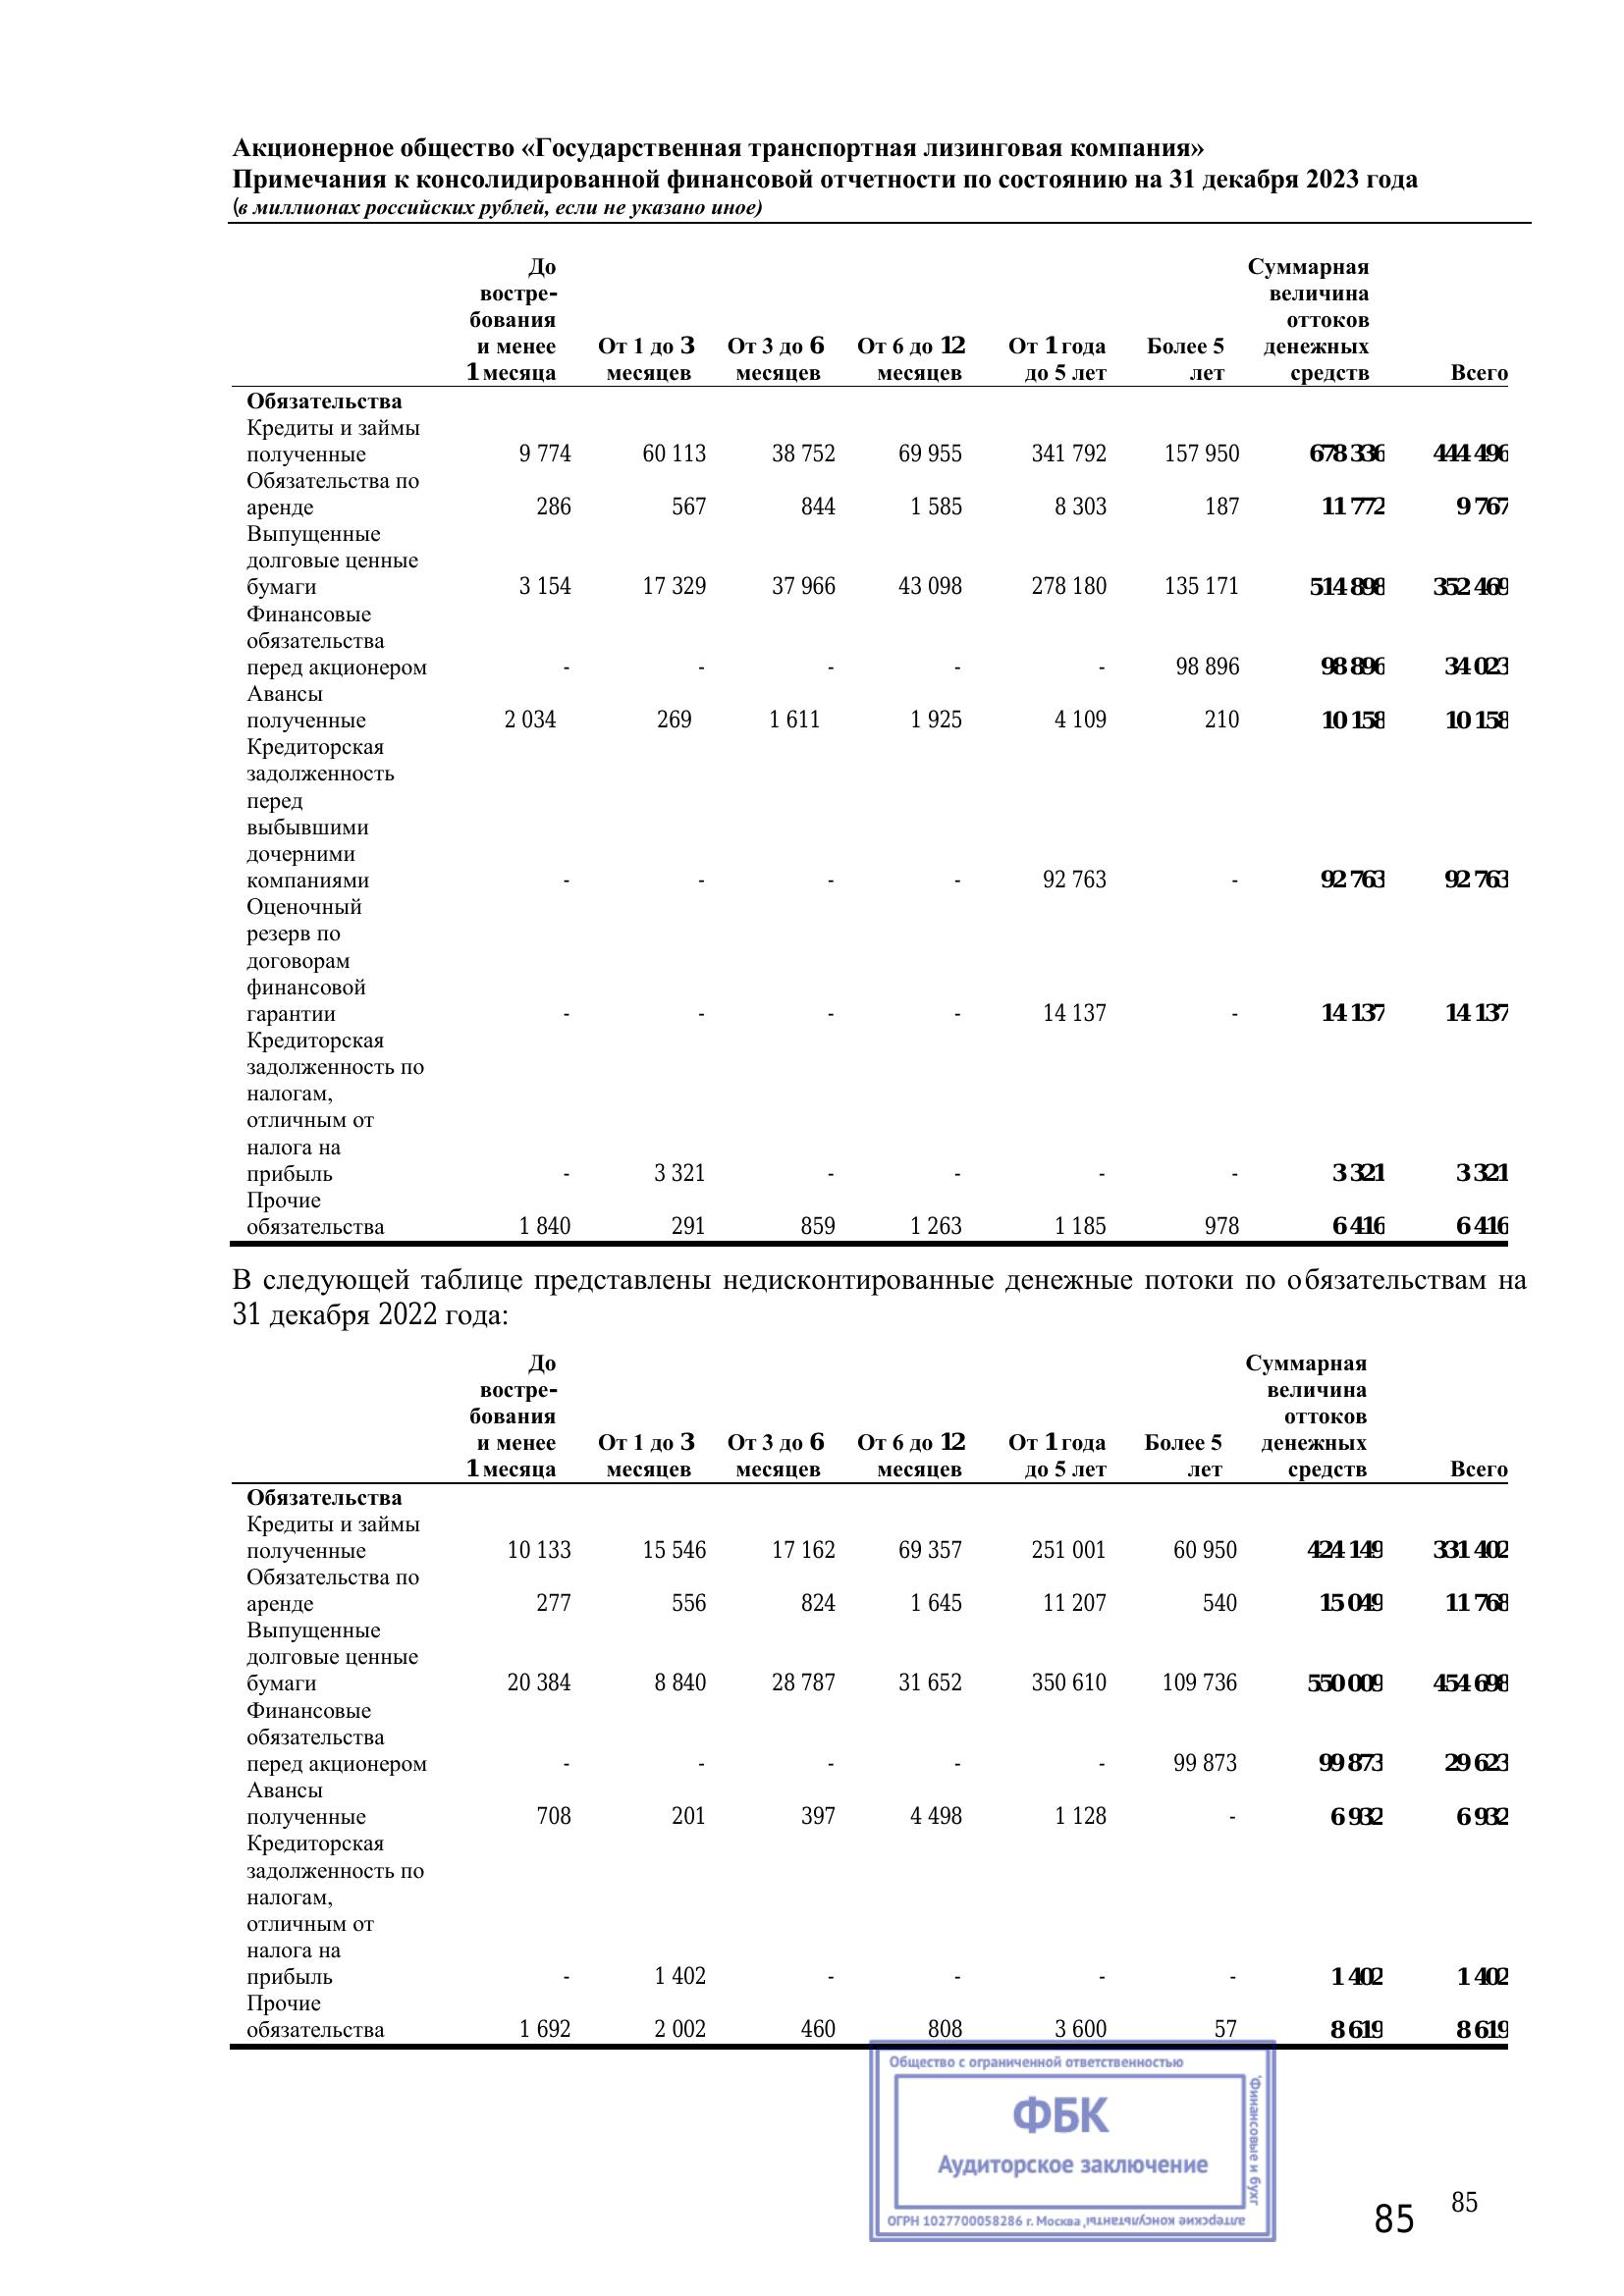 Акционерное общество «Государственная транспортная лизинговая компания»
Примечания к консолидированной финансовой отчетности по состоянию на 31 декабря 2023 года
(в миллионах российских рублей, если не указано иное)
До
востре-
бования
и менее
1 месяца
От 1 до 3
месяцев
От 3 до 6
месяцев
От 6 до 12
месяцев
От 1 года
до 5 лет
Более 5
лет
Суммарная
величина
оттоков
денежных
средств
Всего
Обязательства
Кредиты и займы
полученные 9 774 60 113 38 752 69 955 341 792 157 950 678 336 444 496
Обязательства по
аренде 286 567 844 1 585 8 303 187 11 772 9 767
Выпущенные
долговые ценные
бумаги 3 154 17 329 37 966 43 098 278 180 135 171 514 898 352 469
Финансовые
обязательства
перед акционером - - - - - 98 896 98 896 34 023
Авансы
полученные 2 034 269 1 611 1 925 4 109 210 10 158 10 158
Кредиторская
задолженность
перед
выбывшими
дочерними
компаниями - - - - 92 763 - 92 763 92 763
Оценочный
резерв по
договорам
финансовой
гарантии - - - - 14 137 - 14 137 14 137
Кредиторская
задолженность по
налогам,
отличным от
налога на
прибыль - 3 321 - - - - 3 321 3 321
Прочие
обязательства 1 840 291 859 1 263 1 185 978 6 416 6 416
В следующей таблице представлены недисконтированные денежные потоки по обязательствам на
31 декабря 2022 года:
До
востре-
бования
и менее
1 месяца
От 1 до 3
месяцев
От 3 до 6
месяцев
От 6 до 12
месяцев
От 1 года
до 5 лет
Более 5
лет
Суммарная
величина
оттоков
денежных
средств
Всего
Обязательства
Кредиты и займы
полученные 10 133 15 546 17 162 69 357 251 001 60 950 424 149 331 402
Обязательства по
аренде 277 556 824 1 645 11 207 540 15 049 11 768
Выпущенные
долговые ценные
бумаги 20 384 8 840 28 787 31 652 350 610 109 736 550 009 454 698
Финансовые
обязательства
перед акционером - - - - - 99 873 99 873 29 623
Авансы
полученные 708 201 397 4 498 1 128 - 6 932 6 932
Кредиторская
задолженность по
налогам,
отличным от
налога на
прибыль - 1 402 - - - - 1 402 1 402
Прочие
обязательства 1 692 2 002 460 808 3 600 57 8 619 8 619
Общество с ограниченной ответственностью
"Финансовые и бухг
алтерские консультанты"
ФБК
Аудиторское заключение
ОГРН 1027700058286 г. Москва
85
85